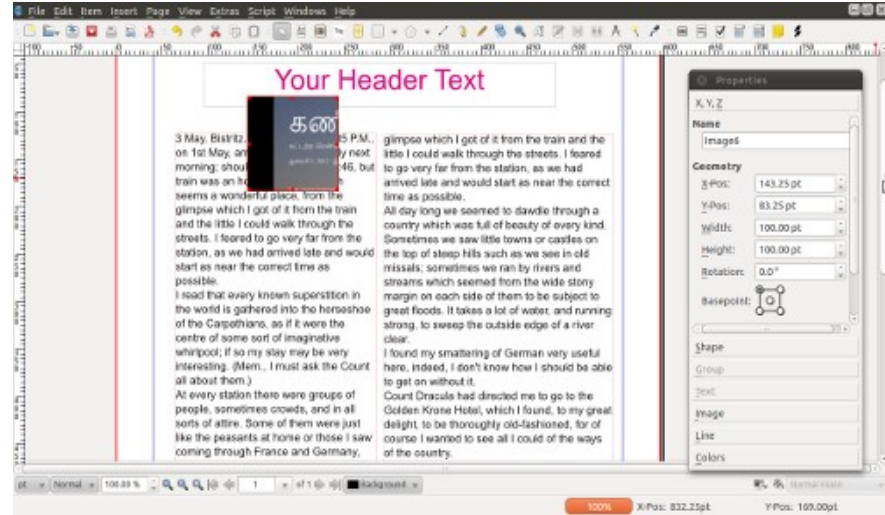 File Edit Item Insert Page View Extras Script Windows Help
Your Header Text
கண
3 May. Bistritz. P.M.,
on 1st May, next
morning; 46, but
train was an
seems a wonderful place, from the
glimpse which I got of it from the train
and the little I could walk through the
streets. I feared to go very far from the
station, as we had arrived late and would
start as near the correct time as
possible.
I read that every known superstition in
the world is gathered into the horseshoe
of the Carpathians, as if it were the
centre of some sort of imaginative
whirlpool; if so my stay may be very
interesting. (Mem., I must ask the Count
all about them.)
At every station there were groups of
people, sometimes crowds, and in all
sorts of attire. Some of them were just
like the peasants at home or those I saw
coming through France and Germany,
glimpse which I got of it from the train and the
little I could walk through the streets. I feared
to go very far from the station, as we had
arrived late and would start as near the correct
time as possible.
All day long we seemed to dawdle through a
country which was full of beauty of every kind.
Sometimes we saw little towns or castles on
the top of steep hills such as we see in old
missals; sometimes we ran by rivers and
streams which seemed from the wide stony
margin on each side of them to be subject to
great floods. It takes a lot of water, and running
strong, to sweep the outside edge of a river
clear.
I found my smattering of German very useful
here, indeed, I don't know how I should be able
to get on without it.
Count Dracula had directed me to go to the
Golden Krone Hotel, which I found, to my great
delight, to be thoroughly old-fashioned, for of
course I wanted to see all I could of the ways
of the country.
Properties
X, Y, Z
Name
Image6
Geometry
X-Pos: 143.25 pt
Y-Pos: 83.25 pt
Width: 100.00 pt
Height: 100.00 pt
Rotation: 0.0°
Basepoint:
Shape
Group
Text
Image
Line
Colors
pt Normal 100.00 % 1 of 1 Background
100% X-Pos: 832.25pt Y-Pos: 169.00pt